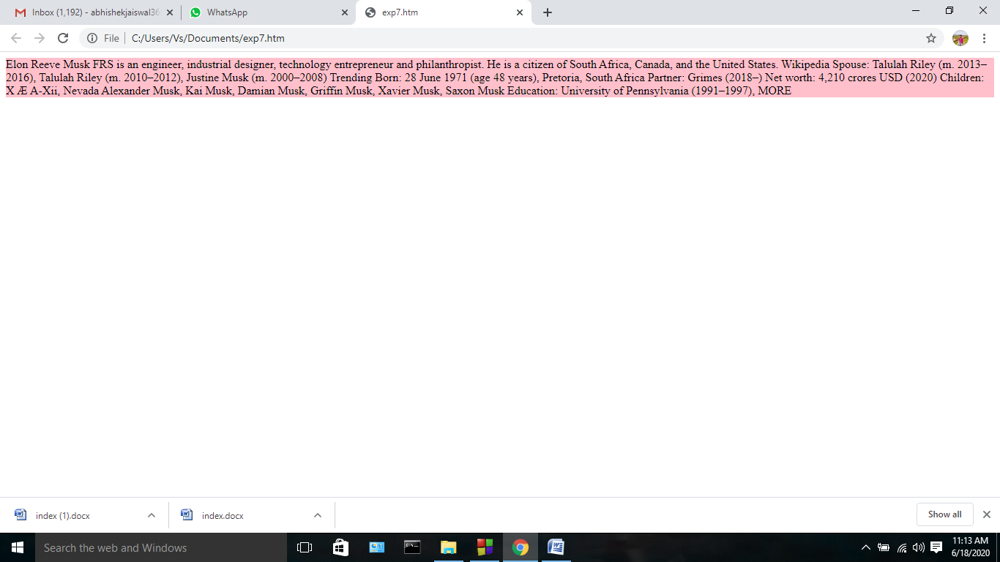 Inbox (1,192) - abhishekjaiswal36
WhatsApp
exp7.htm
File
C:/Users/Vs/Documents/exp7.htm
Elon Reeve Musk FRS is an engineer, industrial designer, technology entrepreneur and philanthropist. He is a citizen of South Africa, Canada, and the United States. Wikipedia Spouse: Talulah Riley (m. 2013–
2016), Talulah Riley (m. 2010–2012), Justine Musk (m. 2000–2008) Trending Born: 28 June 1971 (age 48 years), Pretoria, South Africa Partner: Grimes (2018–) Net worth: 4,210 crores USD (2020) Children:
X Æ A-Xii, Nevada Alexander Musk, Kai Musk, Damian Musk, Griffin Musk, Xavier Musk, Saxon Musk Education: University of Pennsylvania (1991–1997), MORE
index (1).docx
index.docx
Show all
Search the web and Windows
11:13 AM
6/18/2020